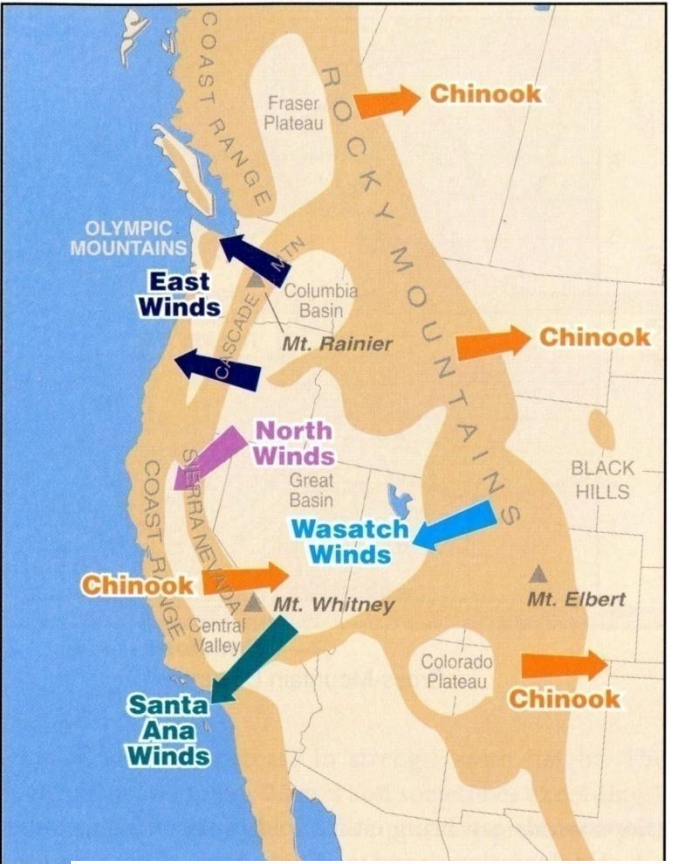 COAST RANGE
ROCKY MOUNTAINS
Chinook
Fraser
Plateau
OLYMPIC
MOUNTAINS
East
Winds
CASCADE MTN
Columbia
Basin
Mt. Rainier
Chinook
North
Winds
COAST RANGE
SIERRA NEVADA
Great
Basin
BLACK
HILLS
Wasatch
Winds
Chinook
Mt. Whitney
Mt. Elbert
Central
Valley
Colorado
Plateau
Chinook
Santa
Ana
Winds